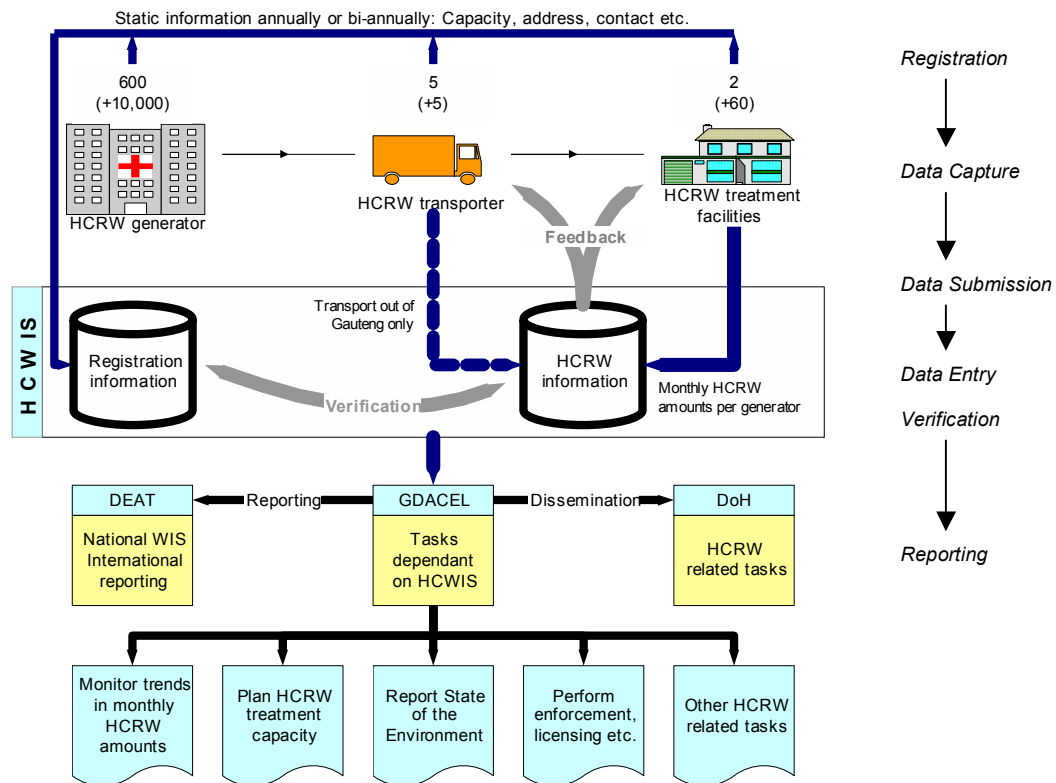 Static information annually or bi-annually: Capacity, address, contact etc.
600
(+10,000)
5
(+5)
2
(+60)
HCRW generator
HCRW transporter
HCRW treatment
facilities
Feedback
HCWIS
Registration
information
Transport out of
Gauteng only
HCRW
information
Verification
Monthly HCRW
amounts per generator
DEAT
Reporting
GDACEL
Dissemination
DoH
National WIS
International
reporting
Tasks
dependant
on HCWIS
HCRW
related tasks
Monitor trends
in monthly
HCRW
amounts
Plan HCRW
treatment
capacity
Report State
of the
Environment
Perform
enforcement,
licensing etc.
Other HCRW
related tasks
Registration
Data Capture
Data Submission
Data Entry
Verification
Reporting